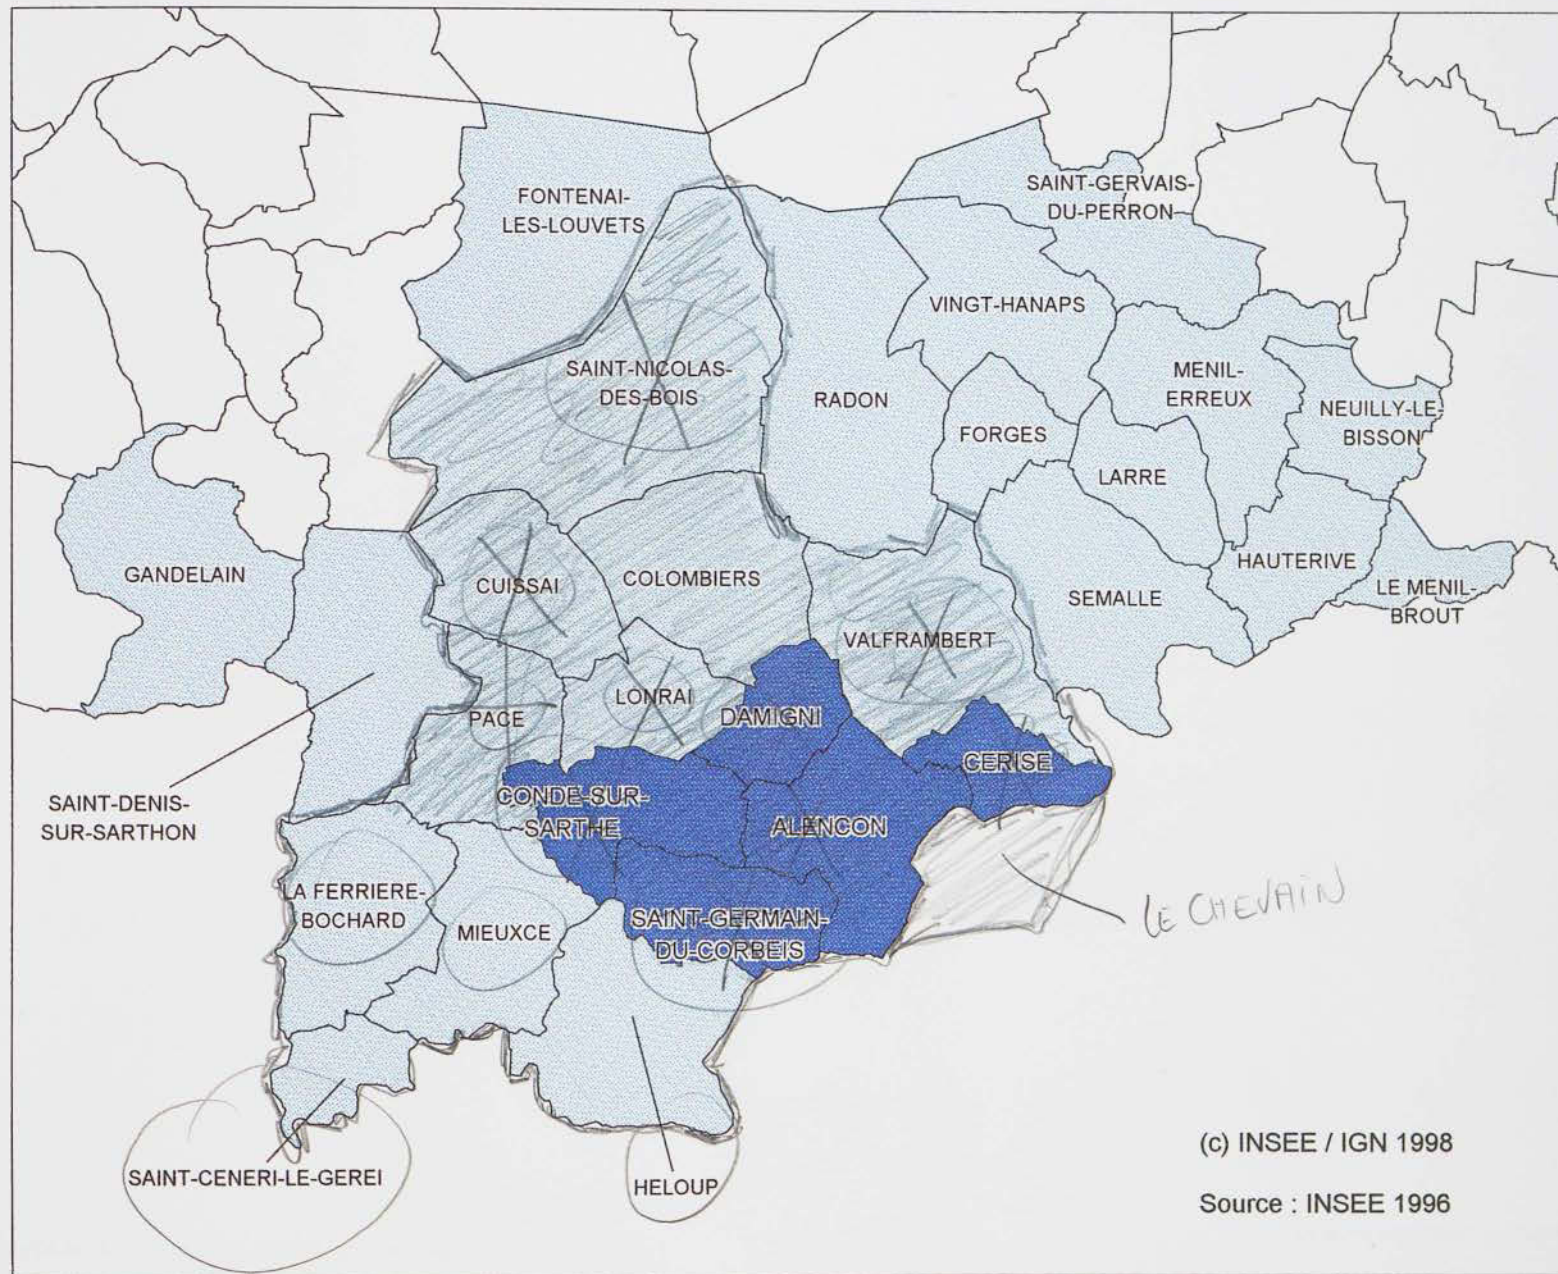 FONTENAI-
LES-LOUVETS
SAINT-GERVAIS-
DU-PERRON
VINGT-HANAPS
SAINT-NICOLAS-
DES-BOIS
RADON
MENIL-
ERREUX
NEUILLY-LE-
BISSON
FORGES
LARRE
GANDELAIN
CUISSAI
COLOMBIERS
HAUTERIVE
SEMALLE
LE MENIL-
BROUT
VALFRAMBERT
LONRAI
PACE
DAMIGNI
CERISE
SAINT-DENIS-
SUR-SARTHON
CONDE-SUR-
SARTHE
ALENCON
LA FERRIERE-
BOCHARD
MIEUXCE
SAINT-GERMAIN-
DU-CORBEIS
LE CHEVAIN
SAINT-CENERI-LE-GEREI
HELOUP
(c) INSEE / IGN 1998
Source : INSEE 1996